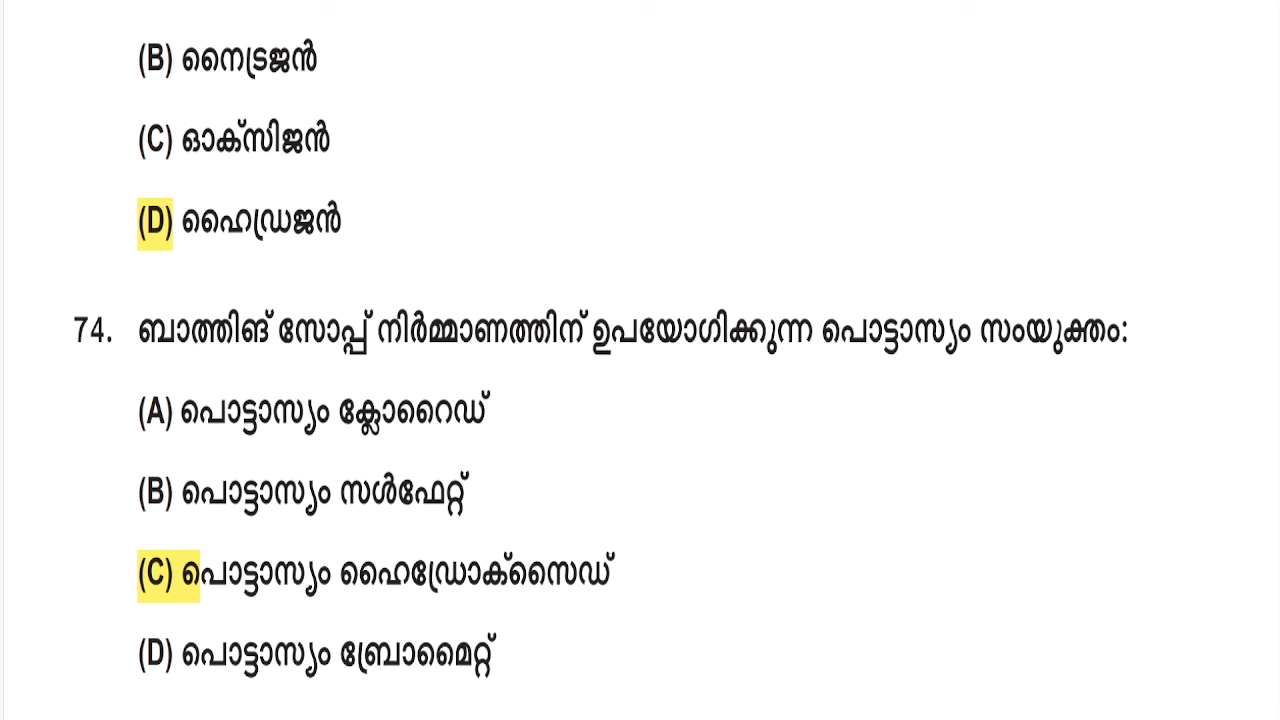 (B) നൈട്രജൻ
(C) ഓക്സിജൻ
(D) ഹൈഡ്രജൻ
74. ബാത്തിങ് സോപ്പ് നിർമ്മാണത്തിന് ഉപയോഗിക്കുന്ന പൊട്ടാസ്യം സംയുക്തം:
(A) പൊട്ടാസ്യം ക്ലോറൈഡ്
(B) പൊട്ടാസ്യം സൾഫേറ്റ്
(C) പൊട്ടാസ്യം ഹൈഡ്രോക്സൈഡ്
(D) പൊട്ടാസ്യം ബ്രോമൈറ്റ്